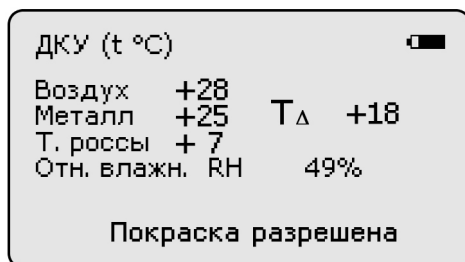 ДКУ (t °C)
Воздух +28
Металл +25 T∆ +18
Т. россы + 7
Отн. влажн. RH 49%
Покраска разрешена